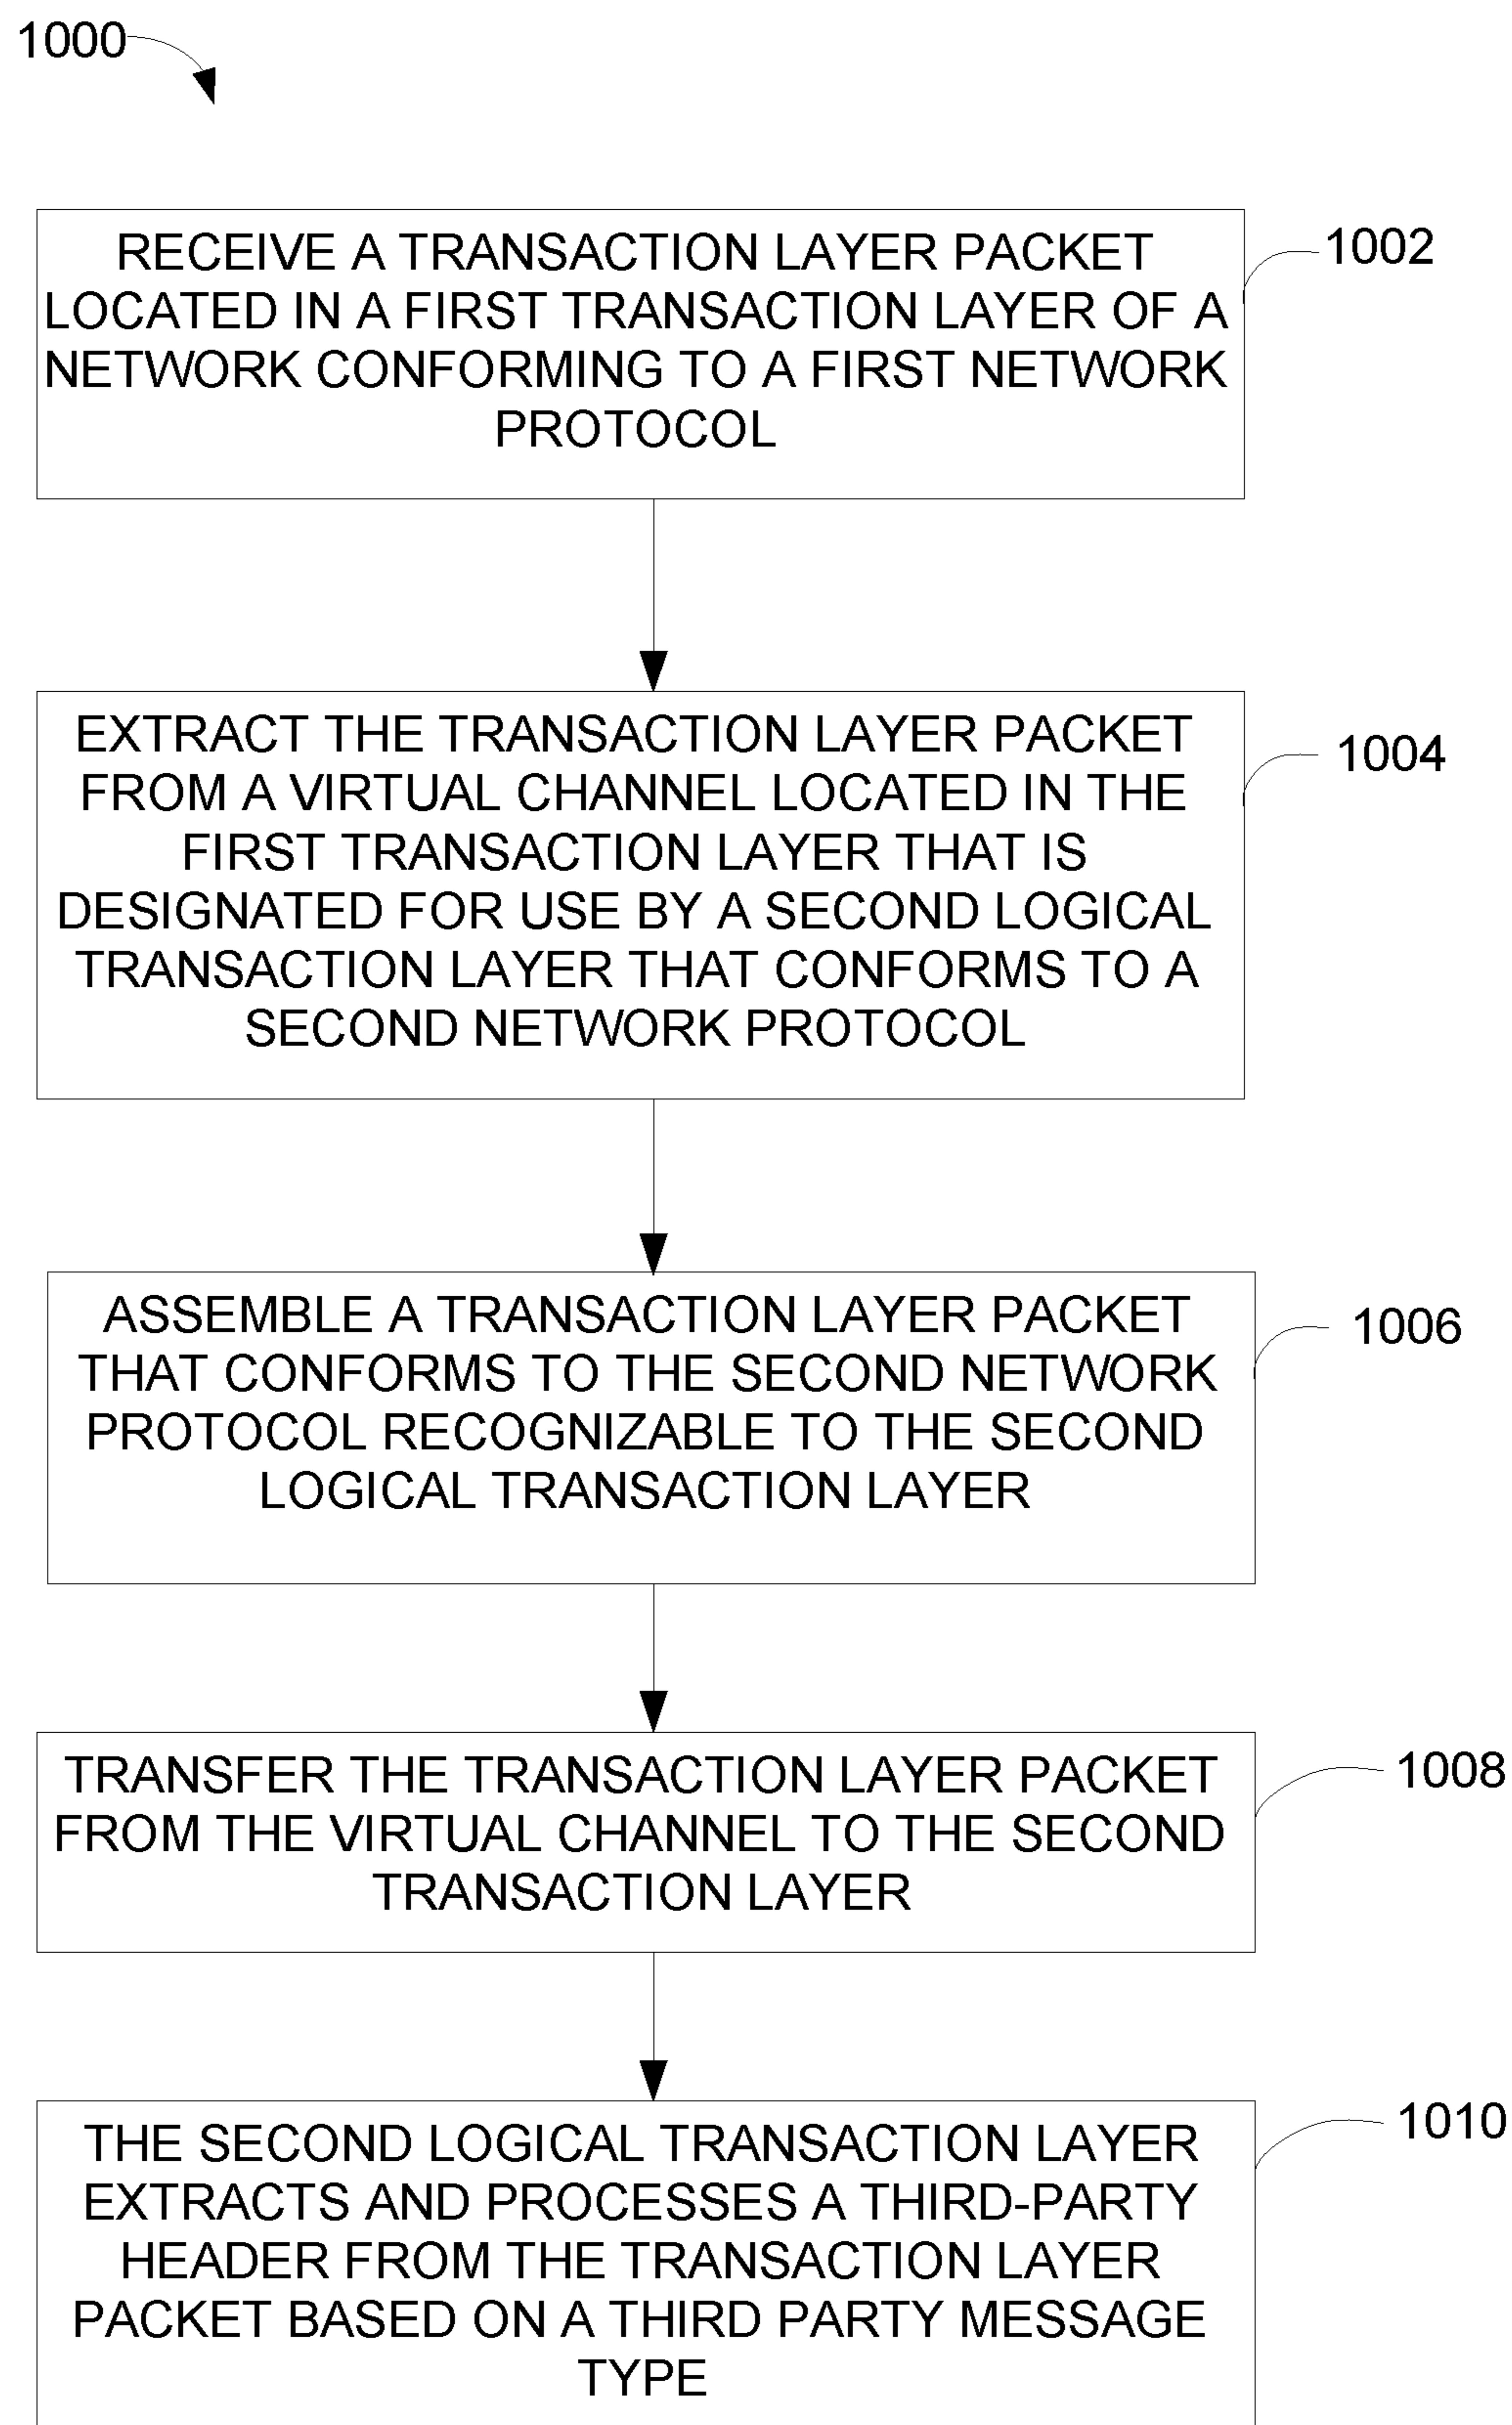 1000
RECEIVE A TRANSACTION LAYER PACKET
LOCATED IN A FIRST TRANSACTION LAYER OF A
NETWORK CONFORMING TO A FIRST NETWORK
PROTOCOL
1002
EXTRACT THE TRANSACTION LAYER PACKET
FROM A VIRTUAL CHANNEL LOCATED IN THE
FIRST TRANSACTION LAYER THAT IS
DESIGNATED FOR USE BY A SECOND LOGICAL
TRANSACTION LAYER THAT CONFORMS TO A
SECOND NETWORK PROTOCOL
1004
ASSEMBLE A TRANSACTION LAYER PACKET
THAT CONFORMS TO THE SECOND NETWORK
PROTOCOL RECOGNIZABLE TO THE SECOND
LOGICAL TRANSACTION LAYER
1006
TRANSFER THE TRANSACTION LAYER PACKET
FROM THE VIRTUAL CHANNEL TO THE SECOND
TRANSACTION LAYER
1008
THE SECOND LOGICAL TRANSACTION LAYER
EXTRACTS AND PROCESSES A THIRD-PARTY
HEADER FROM THE TRANSACTION LAYER
PACKET BASED ON A THIRD PARTY MESSAGE
TYPE
1010